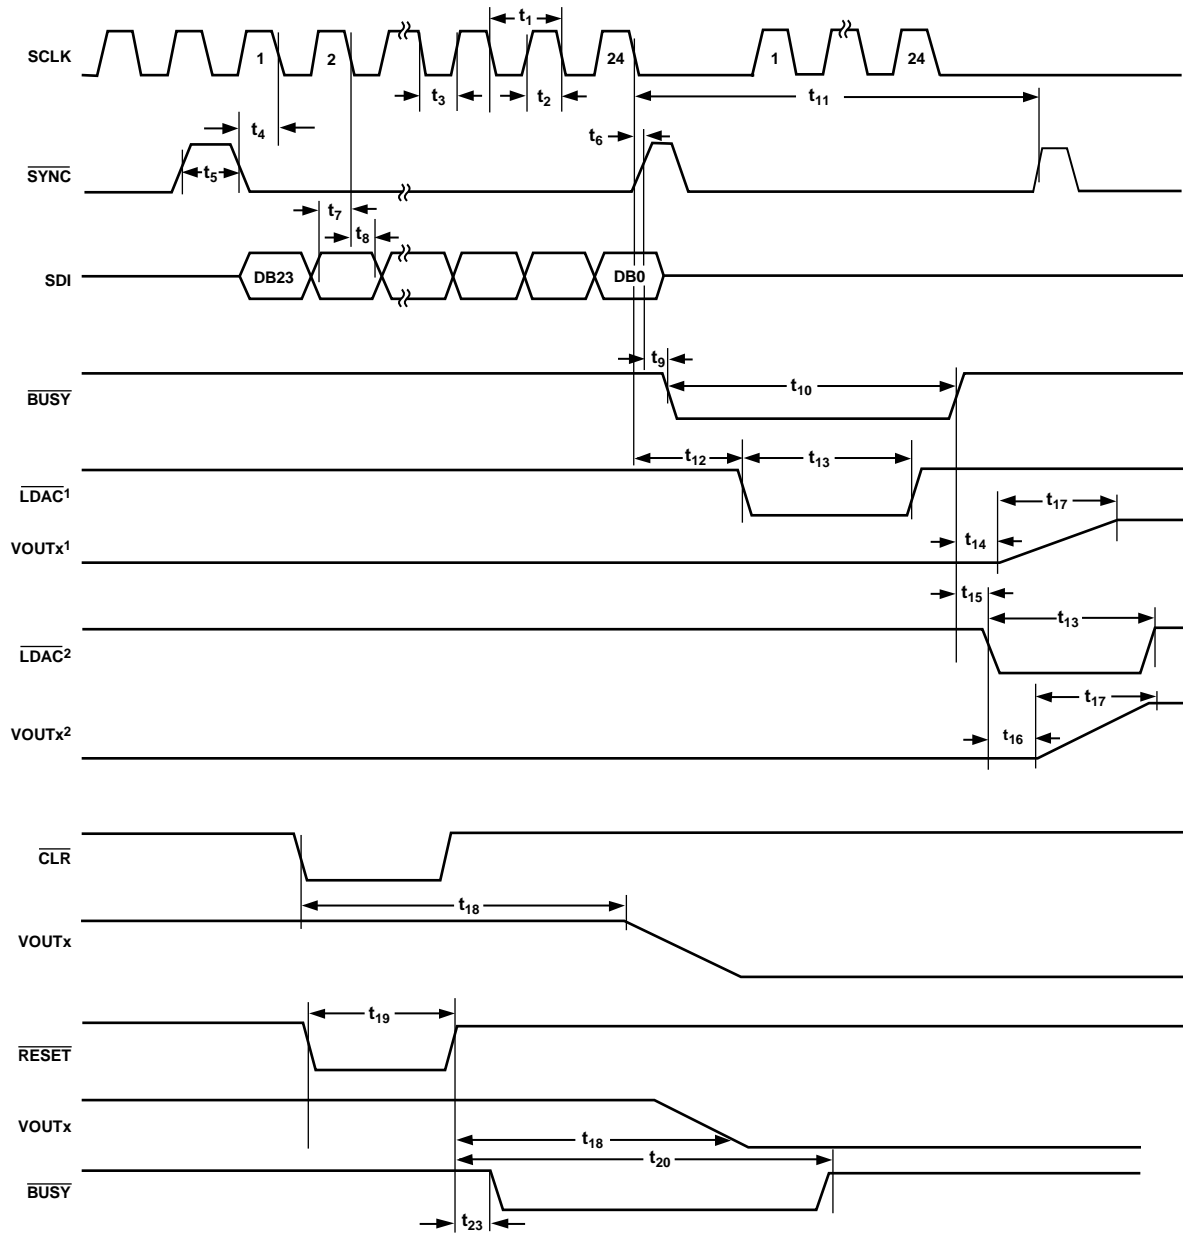 t1
SCLK
1
2
24
1
24
t3
t2
t11
t4
t6
SYNC
t5
t7
t8
SDI
DB23
DB0
t9
BUSY
t10
t12
t13
LDAC1
t17
VOUTx1
t14
t15
t13
LDAC2
t17
VOUTx2
t16
CLR
t18
VOUTx
t19
RESET
VOUTx
t18
t20
BUSY
t23